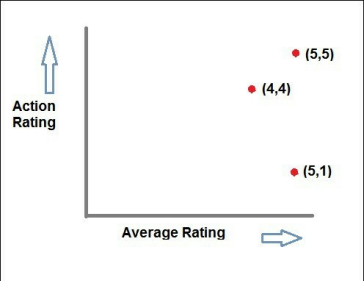 (5,5)
(4,4)
Action
Rating
(5,1)
Average Rating